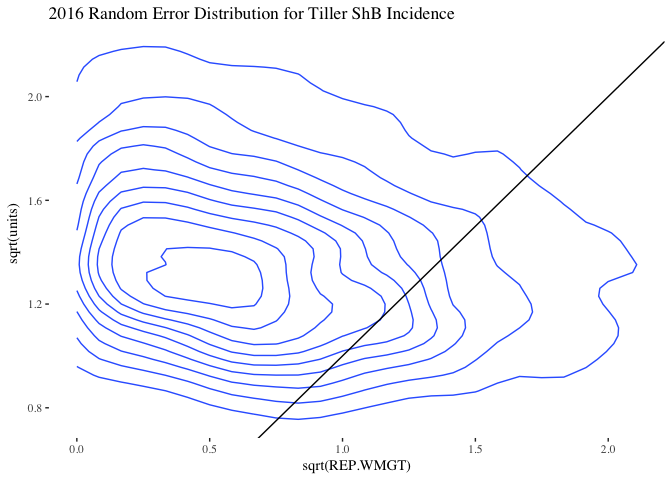 2016 Random Error Distribution for Tiller ShB Incidence
sqrt(units)
2.0
1.6
1.2
0.8
0.0 0.5 1.0 1.5 2.0
sqrt(REP.WMGT)